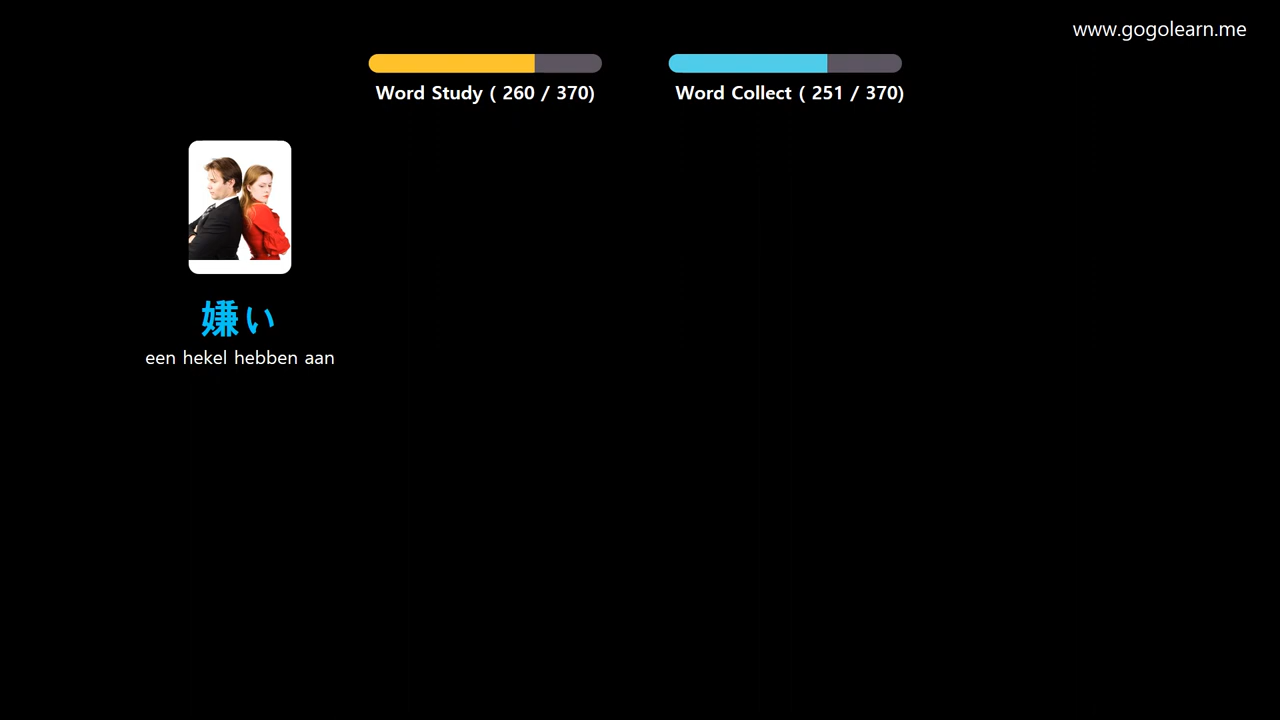 www.gogolearn.me
Word Study ( 260 / 370)
Word Collect ( 251 / 370)
嫌い
een hekel hebben aan